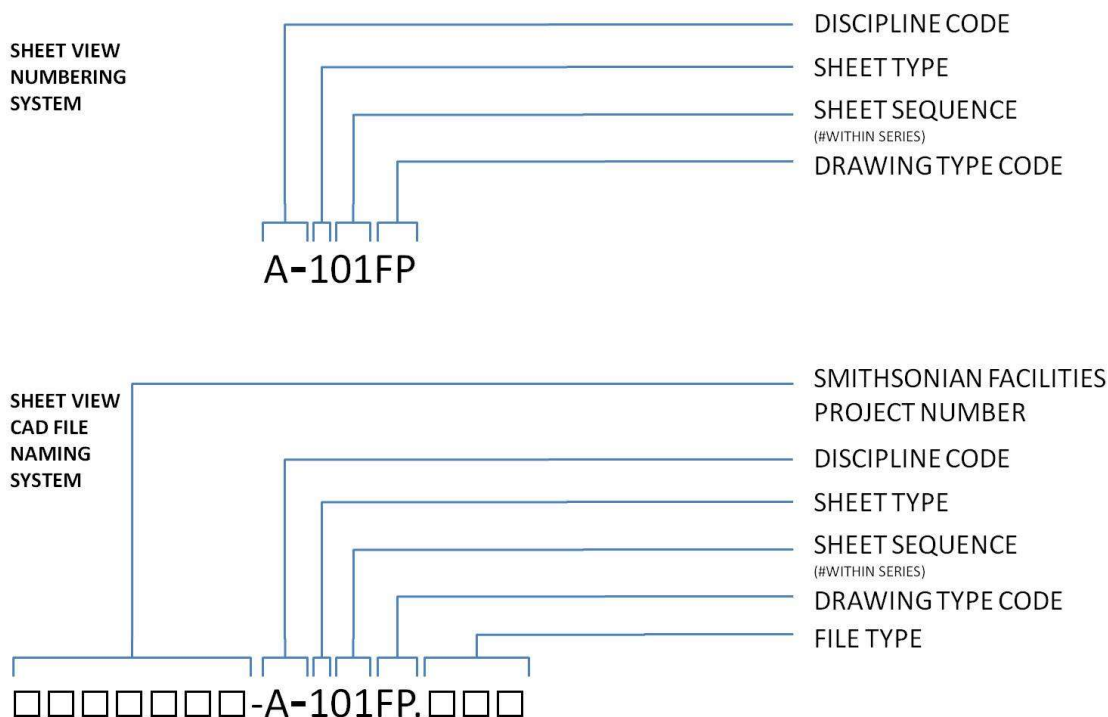 SHEET VIEW
NUMBERING
SYSTEM
DISCIPLINE CODE
SHEET TYPE
SHEET SEQUENCE
(#WITHIN SERIES)
DRAWING TYPE CODE
A-101FP
SHEET VIEW
CAD FILE
NAMING
SYSTEM
SMITHSONIAN FACILITIES
PROJECT NUMBER
DISCIPLINE CODE
SHEET TYPE
SHEET SEQUENCE
(#WITHIN SERIES)
DRAWING TYPE CODE
FILE TYPE
□□□□□□□-A-101FP.□□□